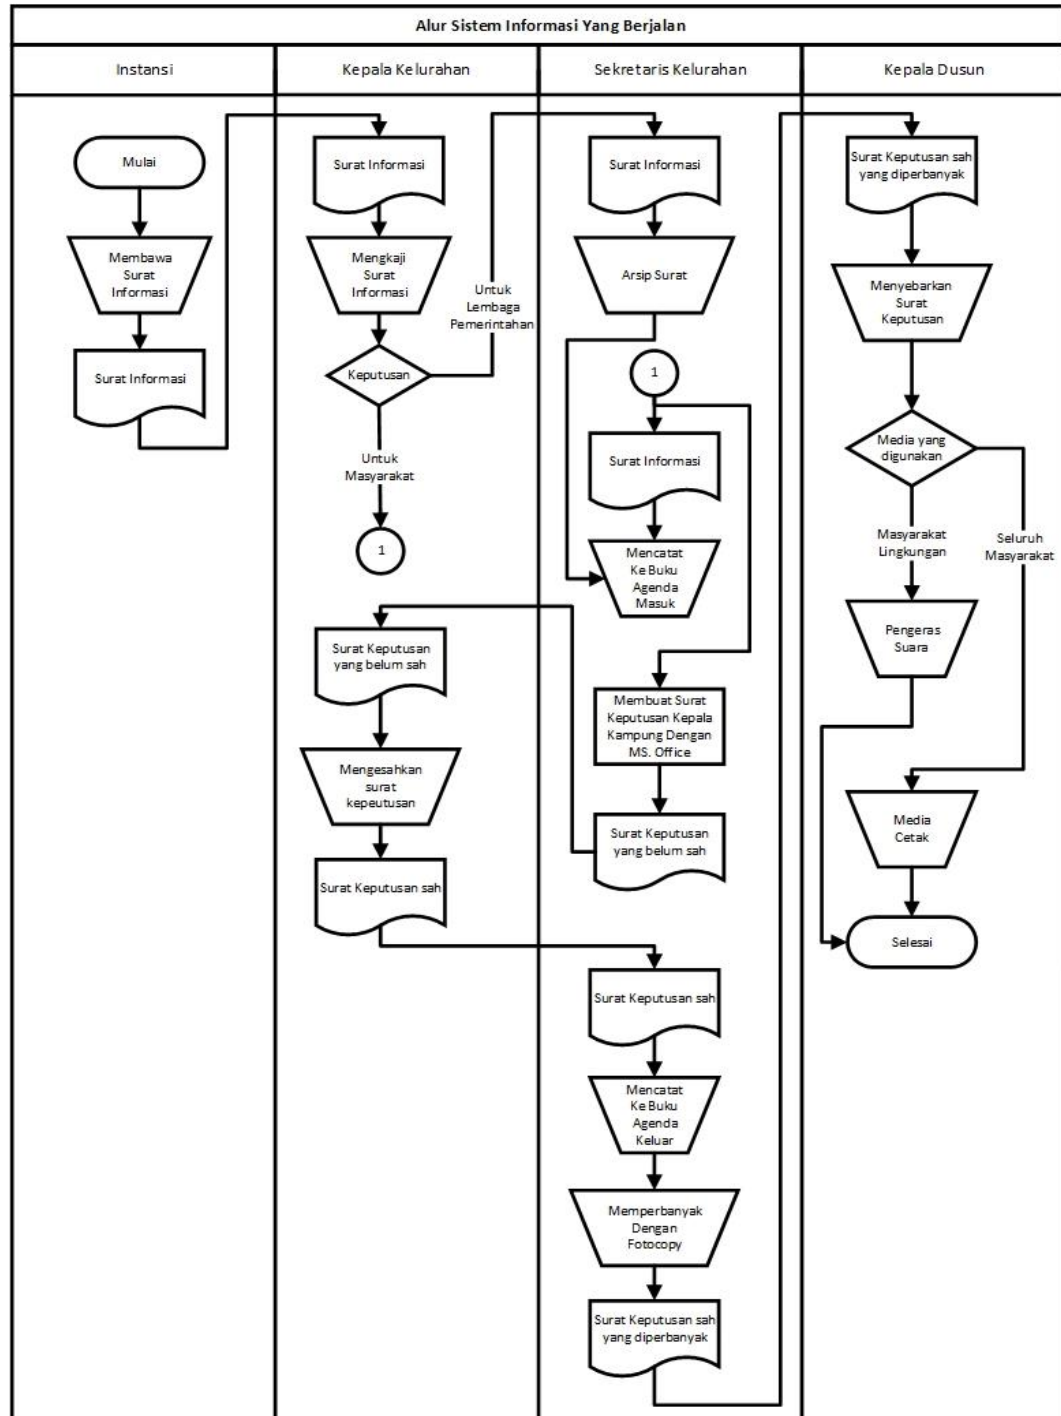 Alur Sistem Informasi Yang Berjalan
Instansi
Kepala Kelurahan
Sekretaris Kelurahan
Kepala Dusun
Mulai
Membawa
Surat
Informasi
Surat Informasi
Surat Informasi
Mengkaji
Surat
Informasi
Keputusan
Untuk
Lembaga
Pemerintahan
Untuk
Masyarakat
1
Surat Keputusan
yang belum sah
Mengesahkan
surat
kepeutusan
Surat Keputusan sah
Surat Informasi
Arsip Surat
1
Surat Informasi
Mencatat
Ke Buku
Agenda
Masuk
Membuat Surat
Keputusan Kepala
Kampung Dengan
MS. Office
Surat Keputusan
yang belum sah
Surat Keputusan sah
Mencatat
Ke Buku
Agenda
Keluar
Memperbanyak
Dengan
Fotocopy
Surat Keputusan sah
yang diperbanyak
Surat Keputusan sah
yang diperbanyak
Menyebarkan
Surat
Keputusan
Media yang
digunakan
Masyarakat
Lingkungan
Seluruh
Masyarakat
Pengeras
Suara
Media
Cetak
Selesai